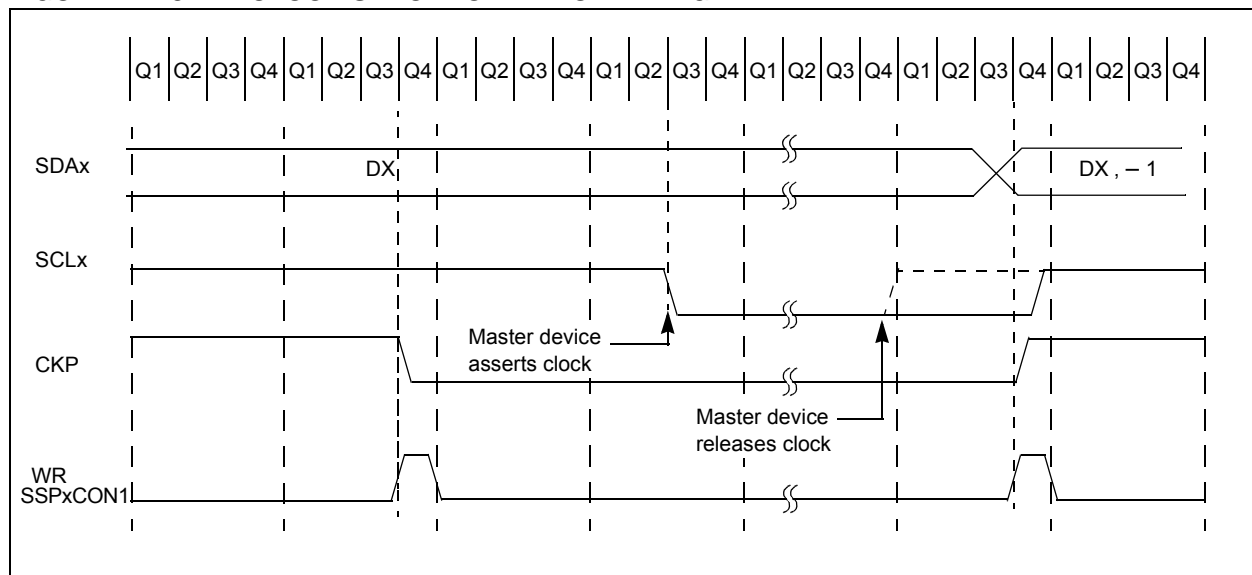 Q1 Q2 Q3 Q4 Q1 Q2 Q3 Q4 Q1 Q2 Q3 Q4 Q1 Q2 Q3 Q4 Q1 Q2 Q3 Q4 Q1 Q2 Q3 Q4 Q1 Q2 Q3 Q4
SDAx
DX
DX , – 1
SCLx
Master device
asserts clock
CKP
Master device
releases clock
WR
SSPxCON1